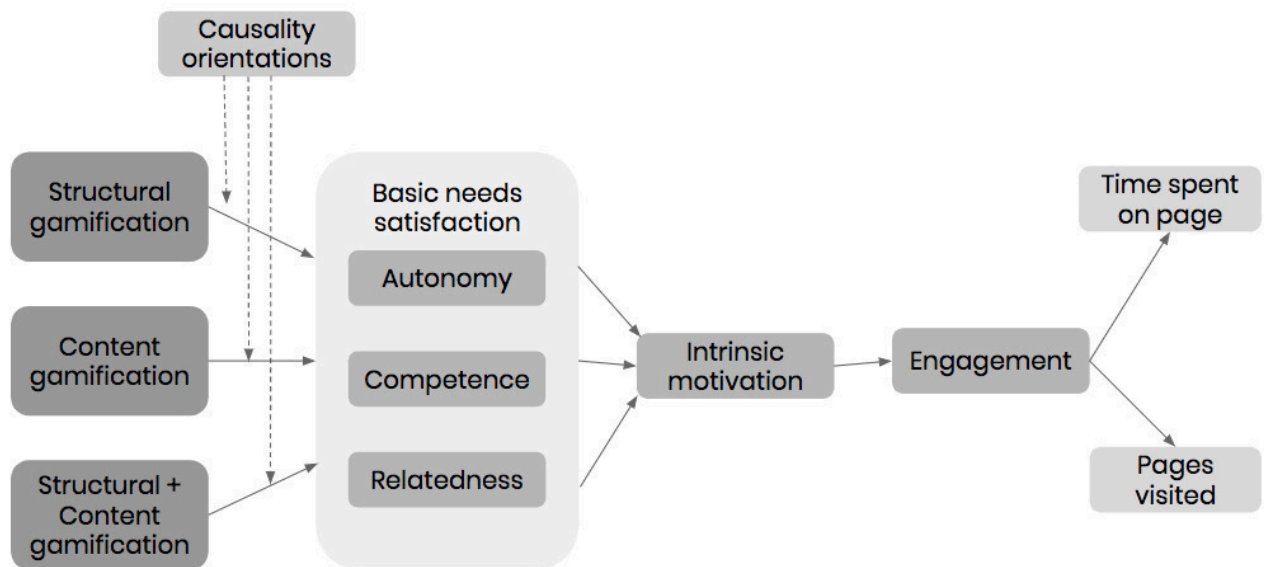 Causality
orientations
Structural
gamification
Content
gamification
Structural +
Content
gamification
Basic needs
satisfaction
Autonomy
Competence
Relatedness
Intrinsic
motivation
Engagement
Time spent
on page
Pages
visited